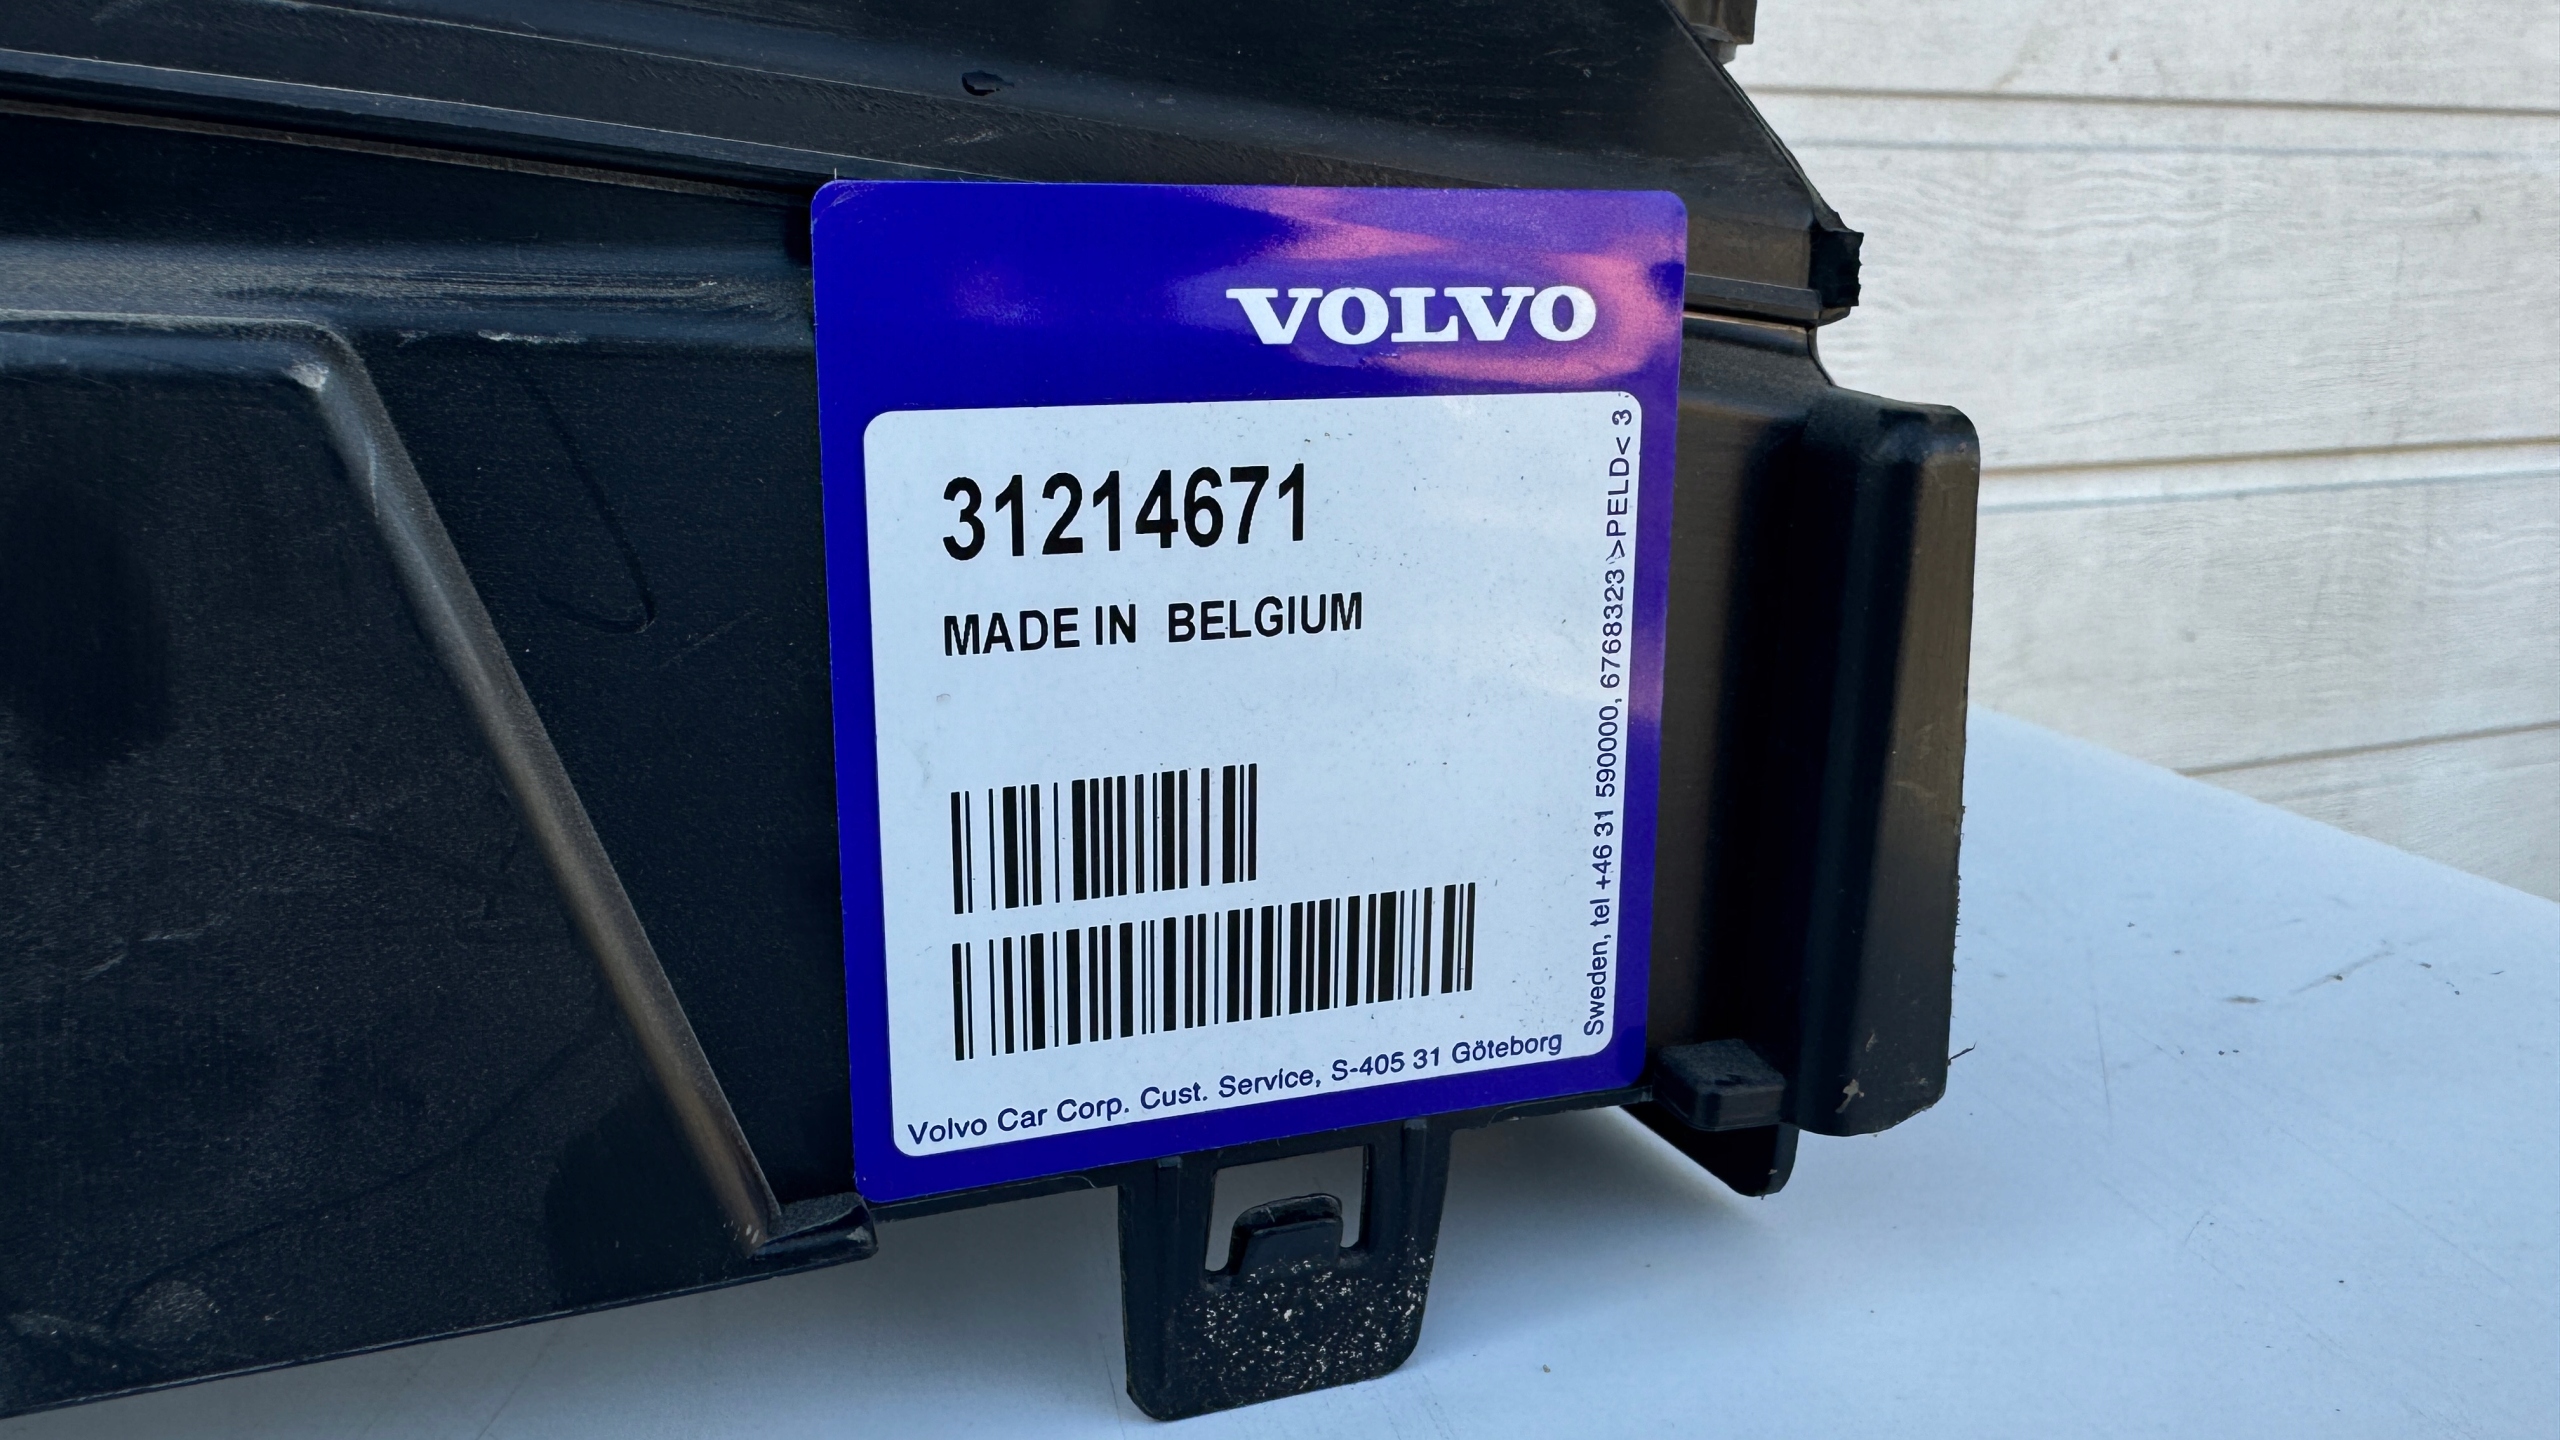 VOLVO
31214671
MADE IN BELGIUM
Volvo Car Corp. Cust. Service, S-405 31 Göteborg
Sweden, tel +46 31 590000, 6768323 >PELD< 3